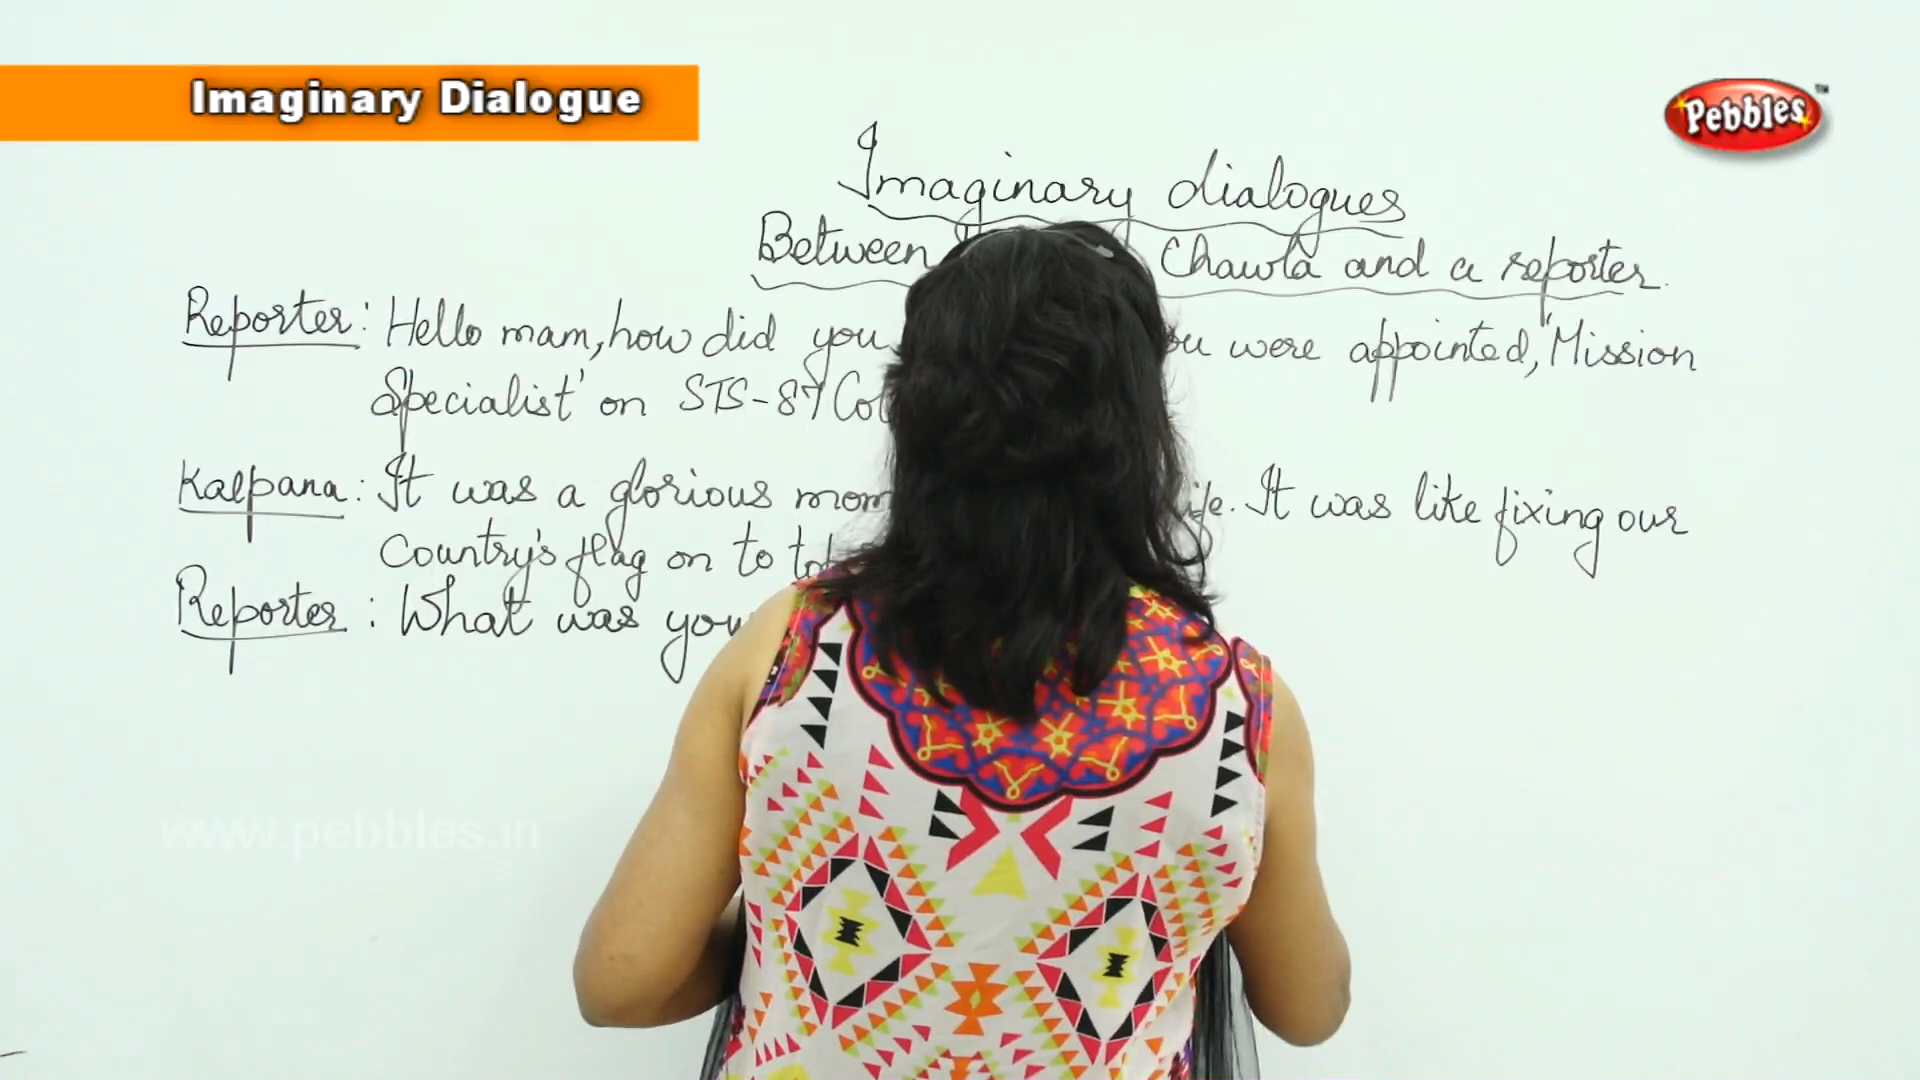 Imaginary Dialogue
Pebbles
TM
Imaginary dialogues
Between Chawla and a reporter.
Reporter: Hello mam, how did you were appointed, "Mission
Specialist" on STS-87
Kalpana: It was a glorious life. It was like fixing our
Country's flag on to
Reporter: What was
www.pebbles.in